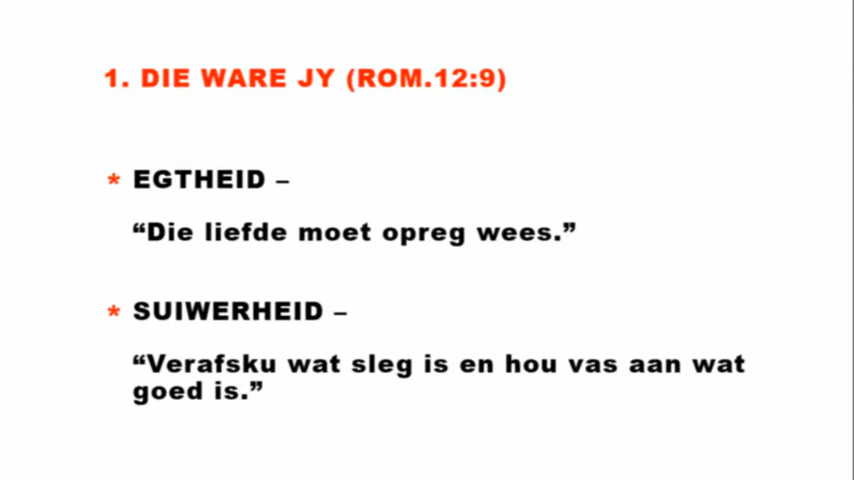 1. DIE WARE JY (ROM.12:9)
* EGTHEID –
“Die liefde moet opreg wees.”
* SUIWERHEID –
“Verafsku wat sleg is en hou vas aan wat
goed is.”